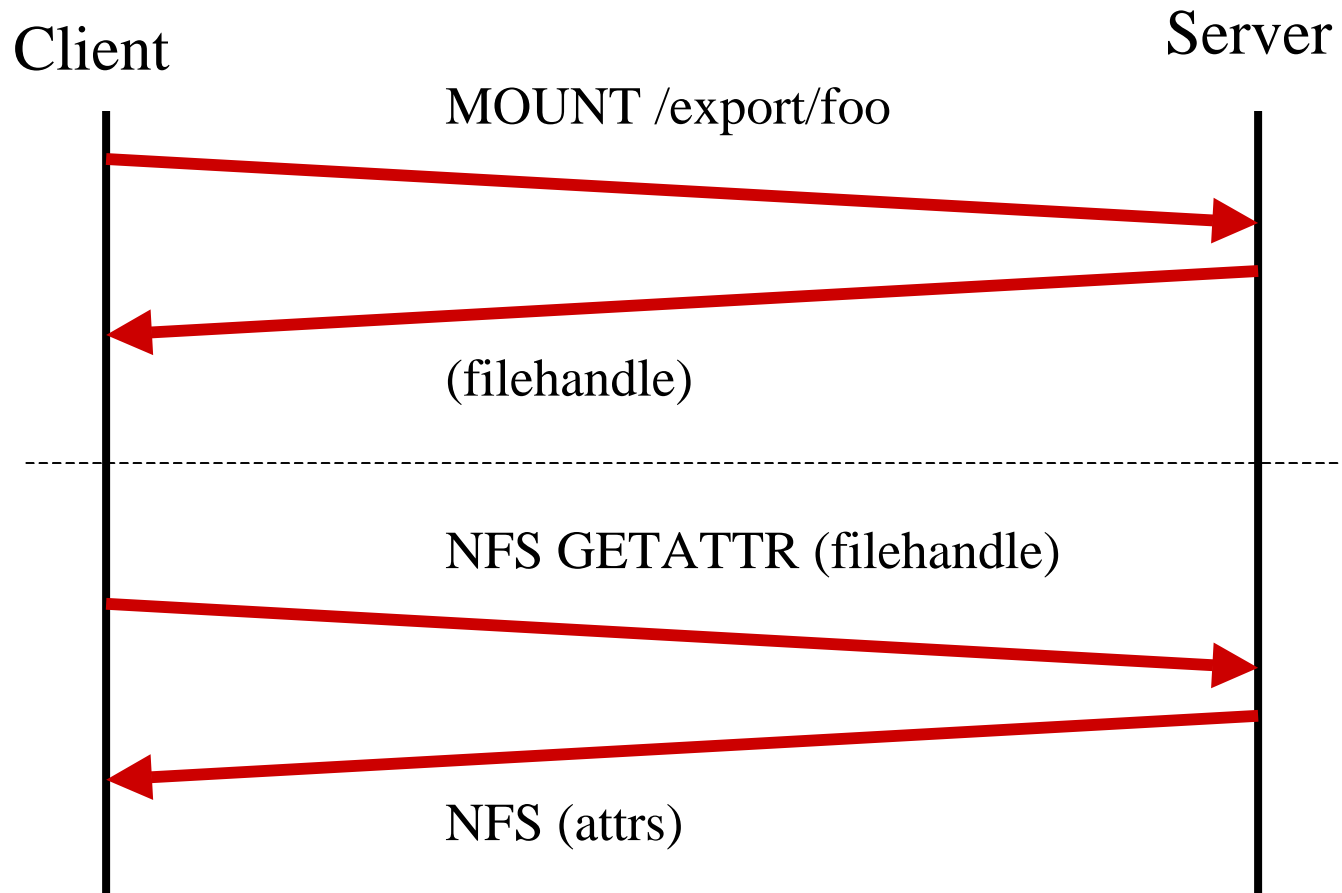 Client
Server
MOUNT /export/foo
(filehandle)
NFS GETATTR (filehandle)
NFS (attrs)